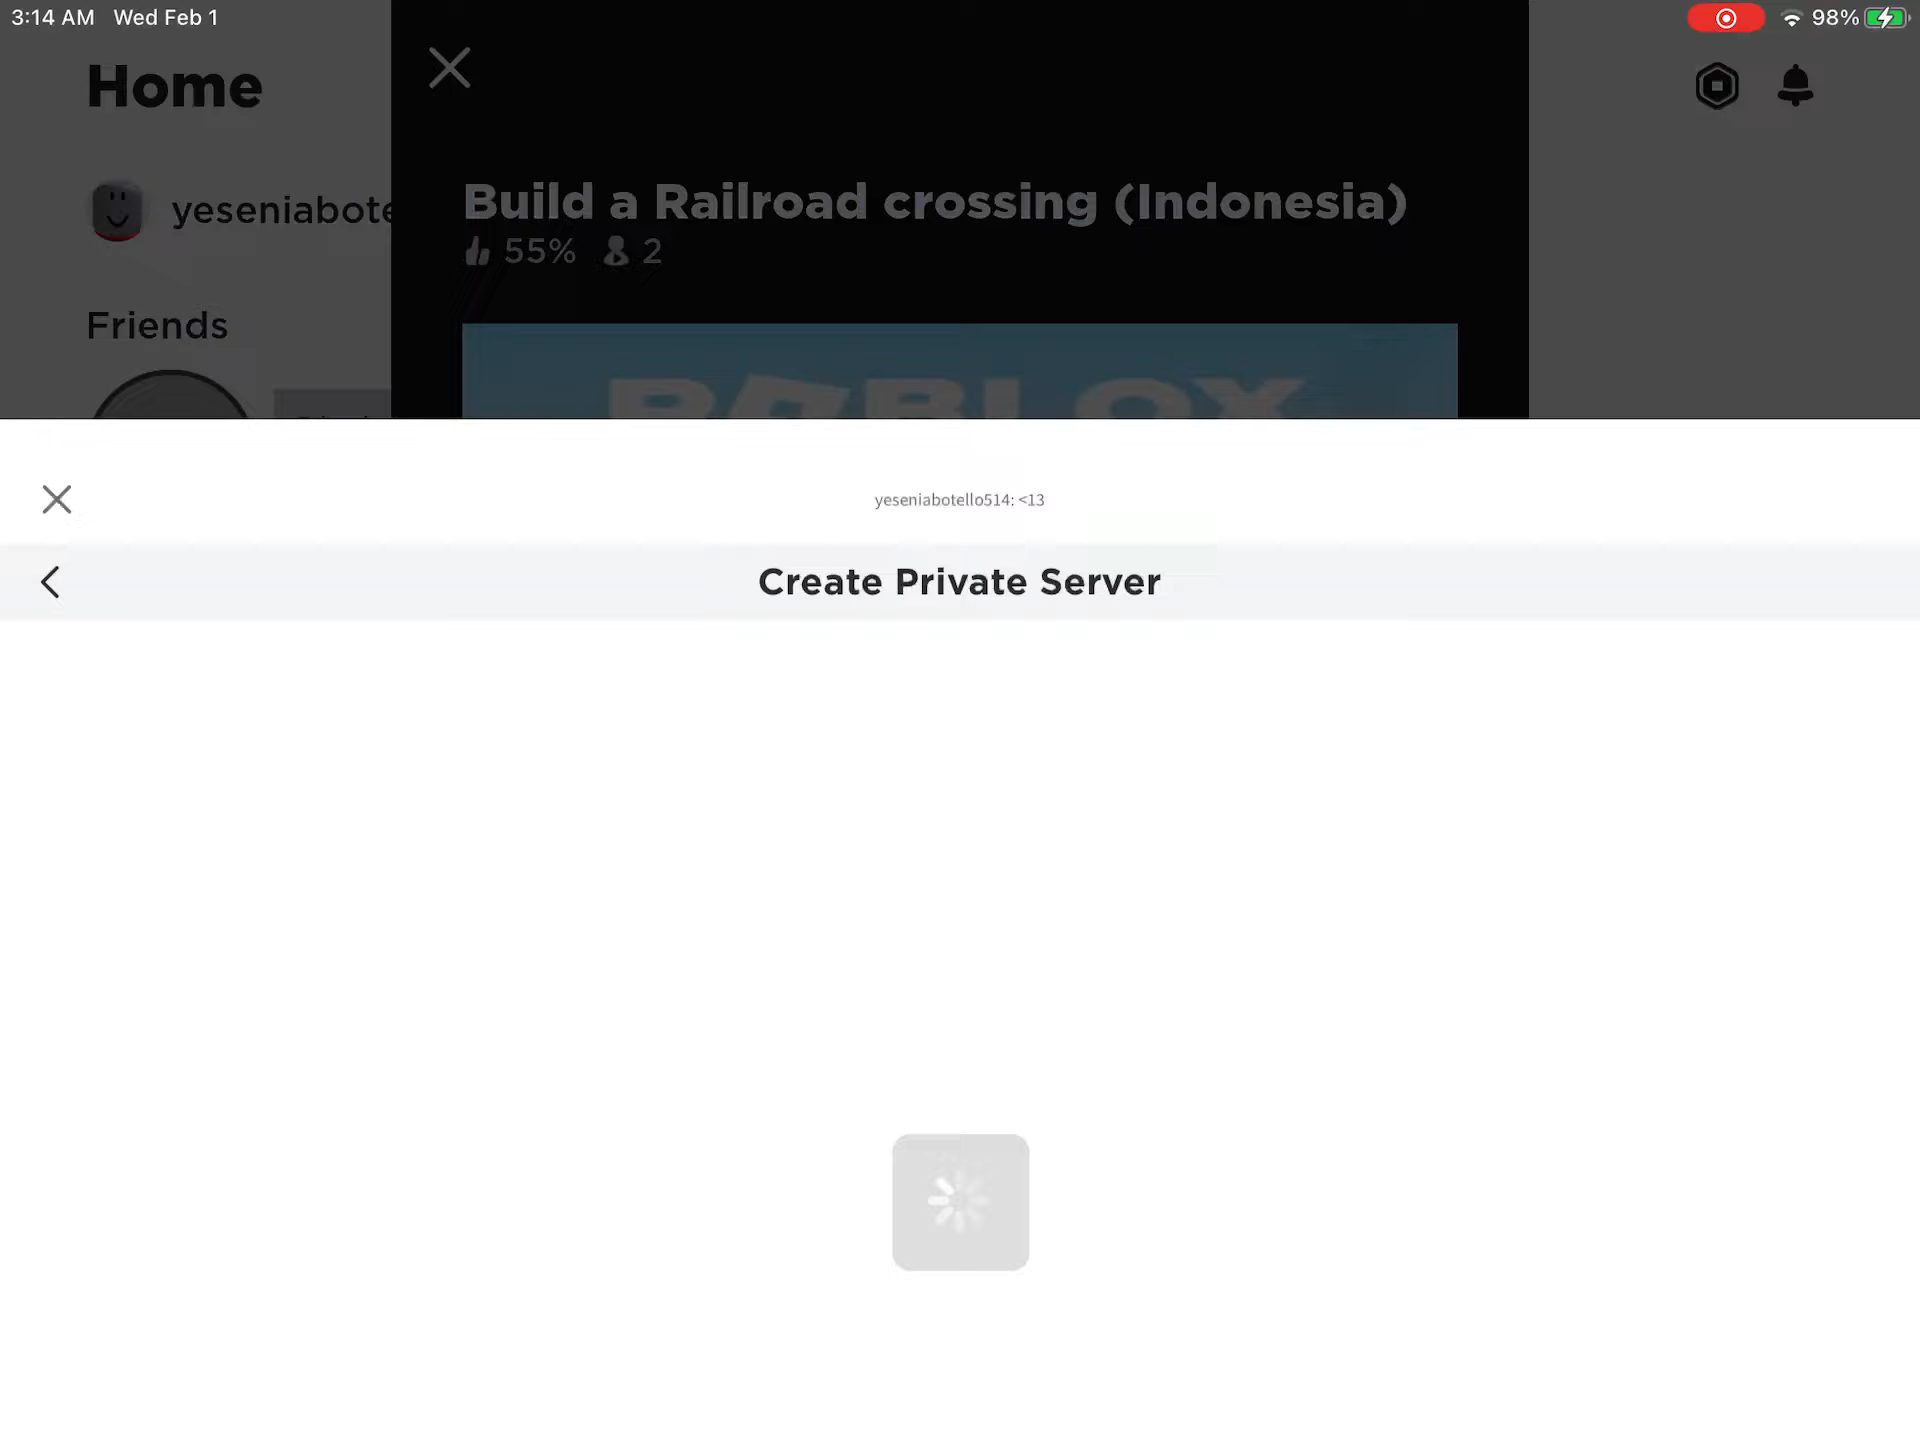 3:14 AM Wed Feb 1
98%
Home
yeseniabote
Build a Railroad crossing (Indonesia)
55% 2
Friends
ROBLOX
yeseniabotello514: <13
Create Private Server